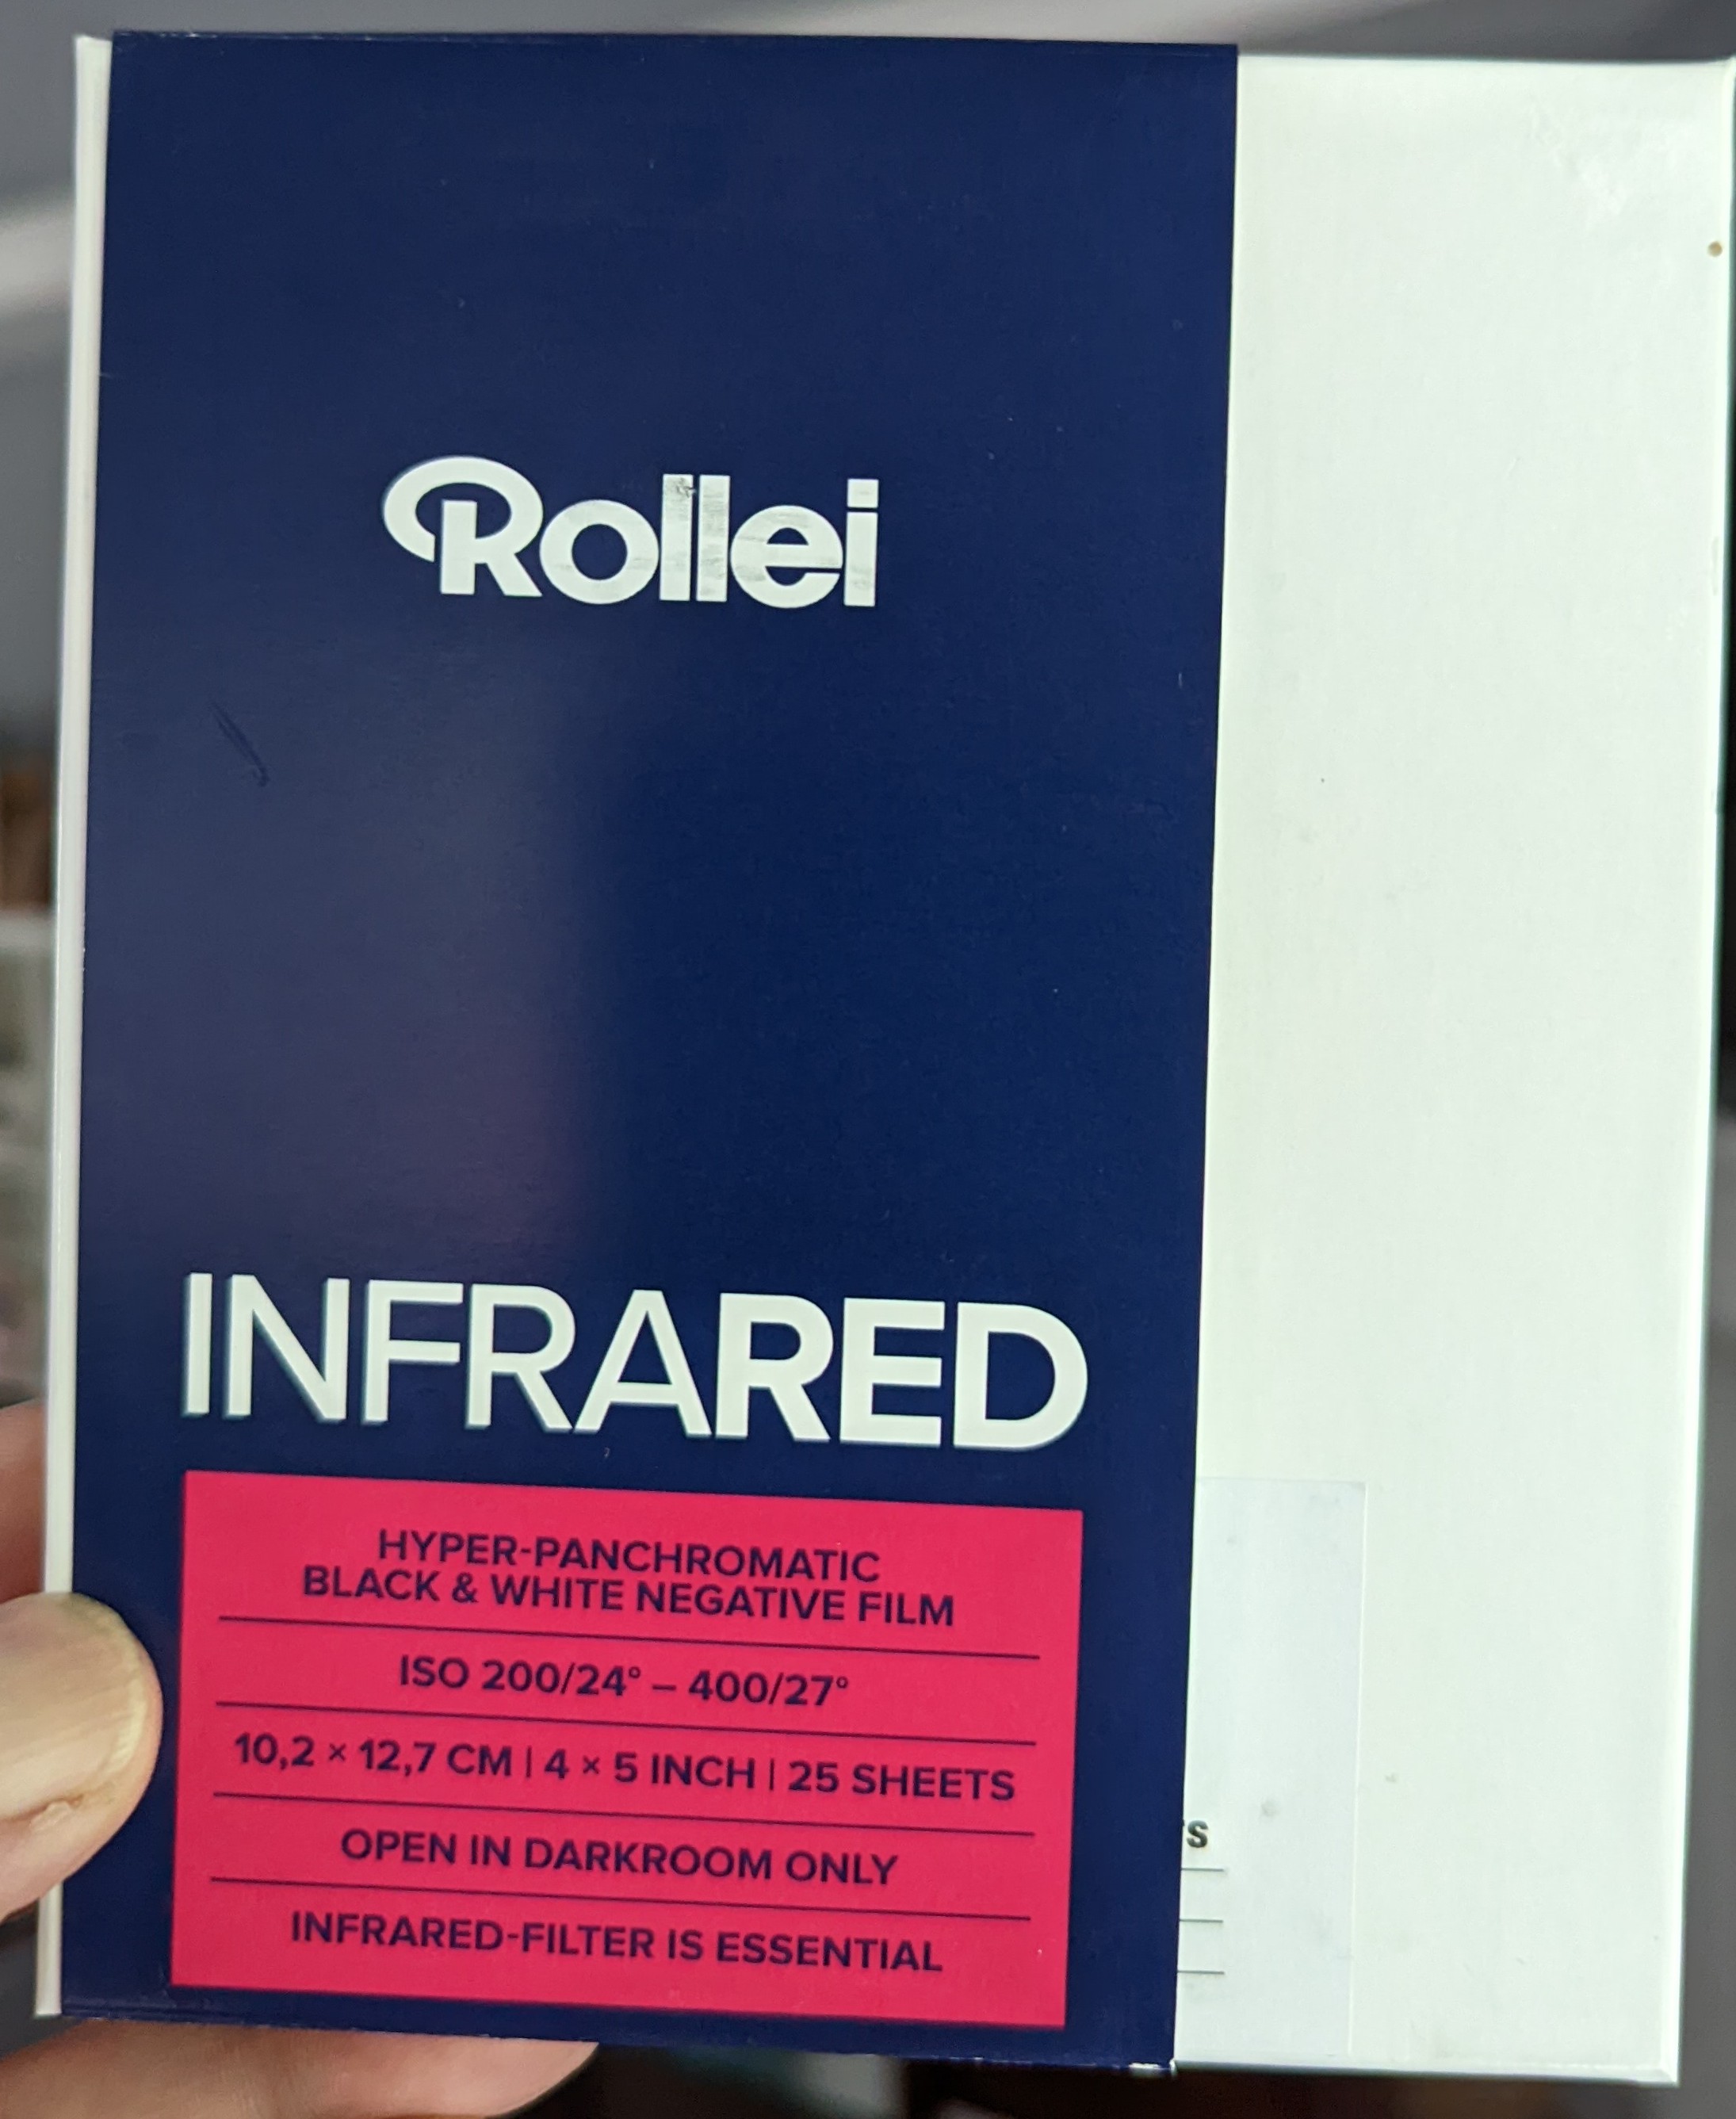 Rollei
INFRARED
HYPER-PANCHROMATIC
BLACK & WHITE NEGATIVE FILM
ISO 200/24° – 400/27°
10,2 × 12,7 CM | 4 × 5 INCH | 25 SHEETS
OPEN IN DARKROOM ONLY
INFRARED-FILTER IS ESSENTIAL